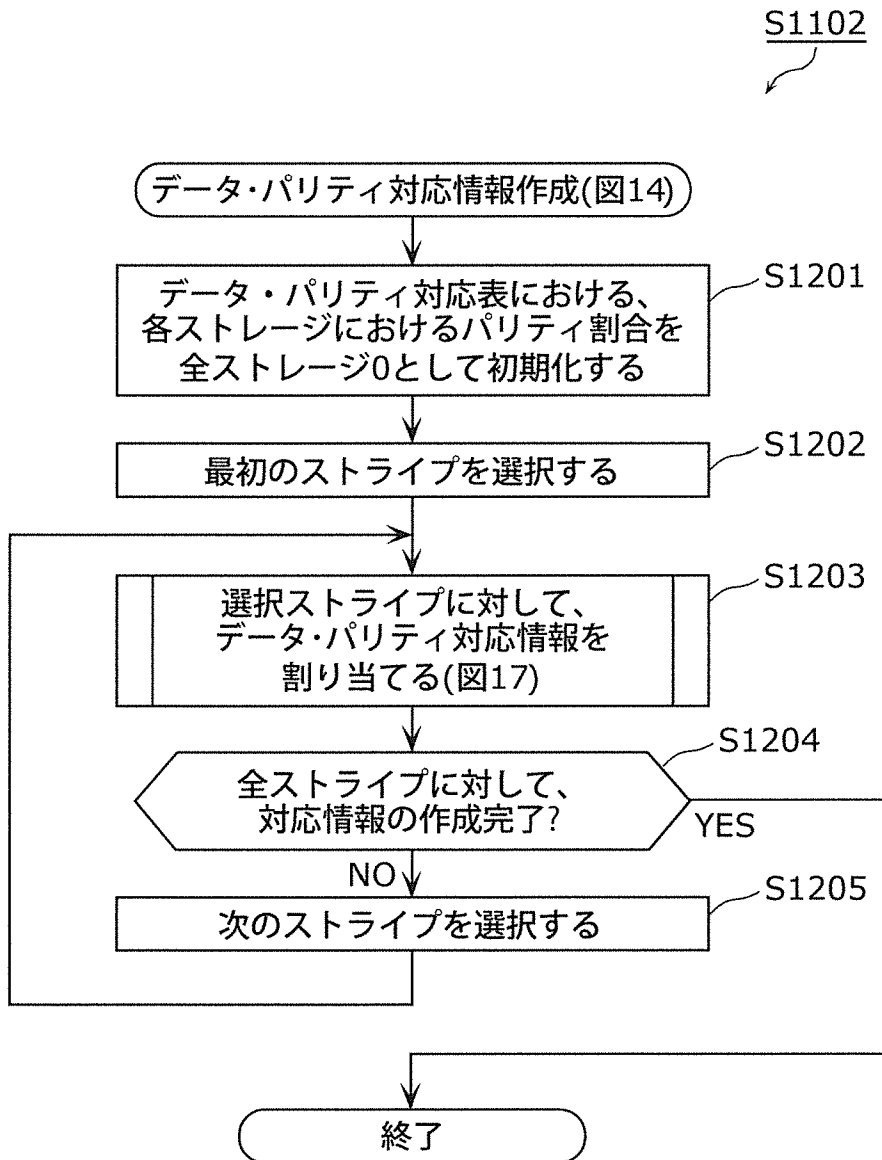 S1102
データ・パリティ対応情報作成(図14)
S1201
データ・パリティ対応表における、
各ストレージにおけるパリティ割合を
全ストレージ0として初期化する
S1202
最初のストライプを選択する
S1203
選択ストライプに対して、
データ・パリティ対応情報を
割り当てる(図17)
S1204
全ストライプに対して、
対応情報の作成完了?
YES
NO
S1205
次のストライプを選択する
終了